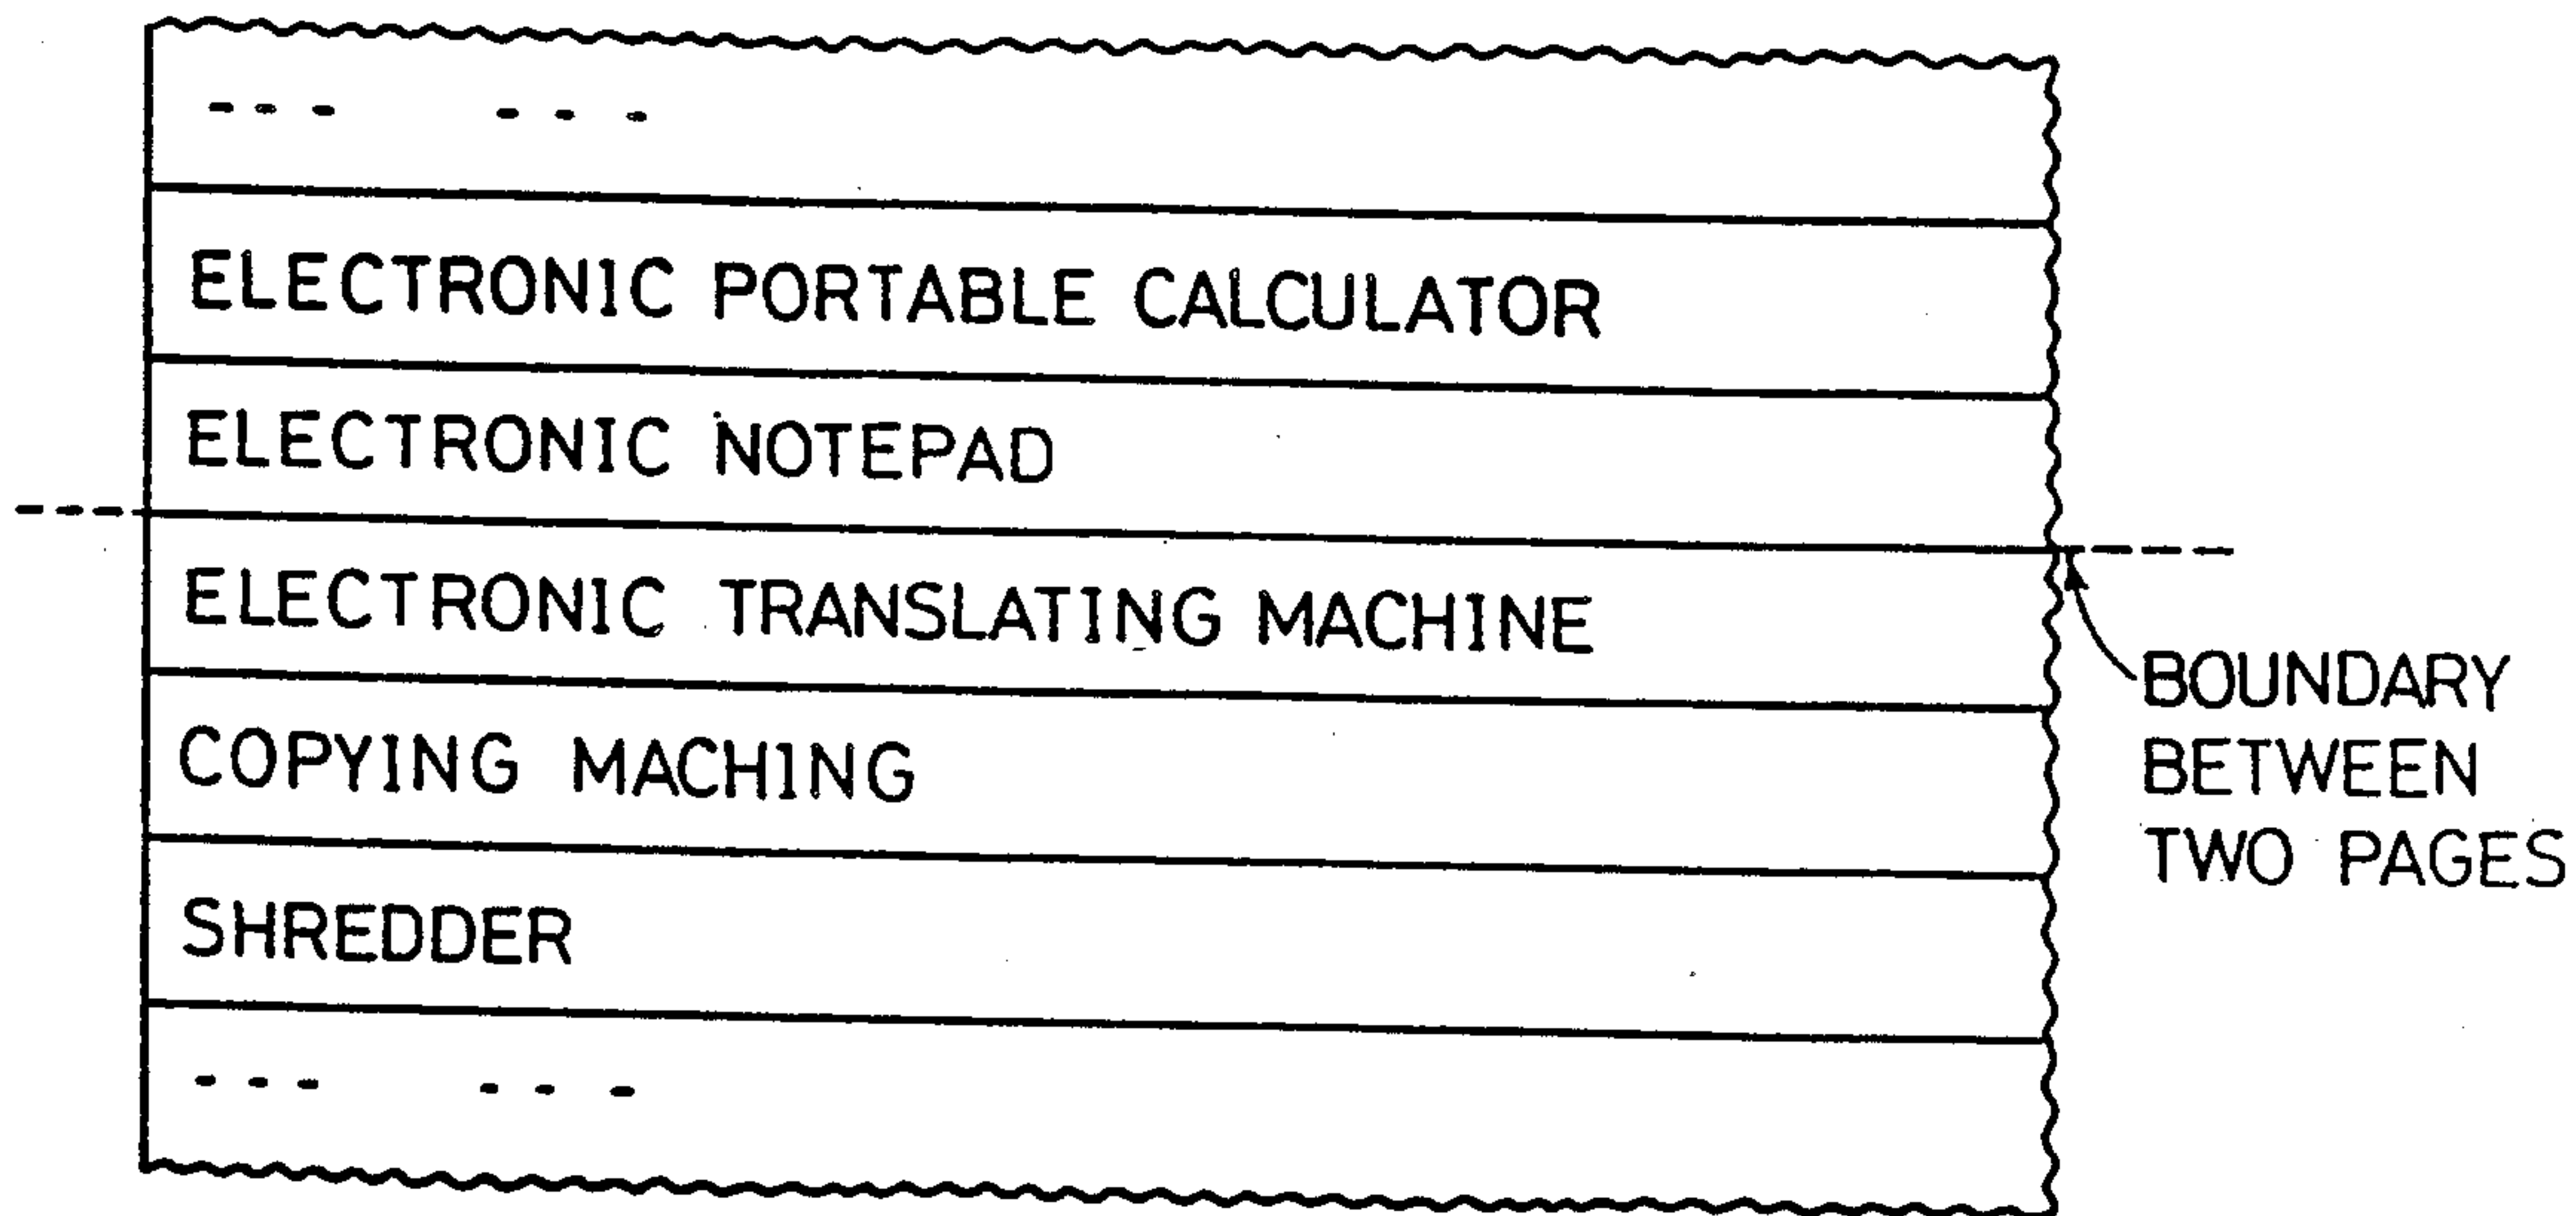 --- ---
ELECTRONIC PORTABLE CALCULATOR
ELECTRONIC NOTEPAD
ELECTRONIC TRANSLATING MACHINE
COPYING MACHING
SHREDDER
--- ---
BOUNDARY
BETWEEN
TWO PAGES